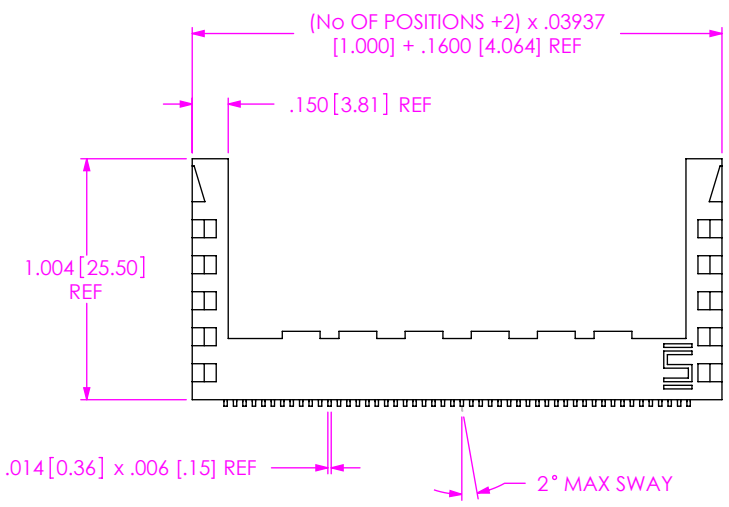 (No OF POSITIONS +2) x .03937
[1.000] + .1600 [4.064] REF
.150 [3.81] REF
1.004 [25.50]
REF
.014 [0.36] x .006 [.15] REF
2° MAX SWAY